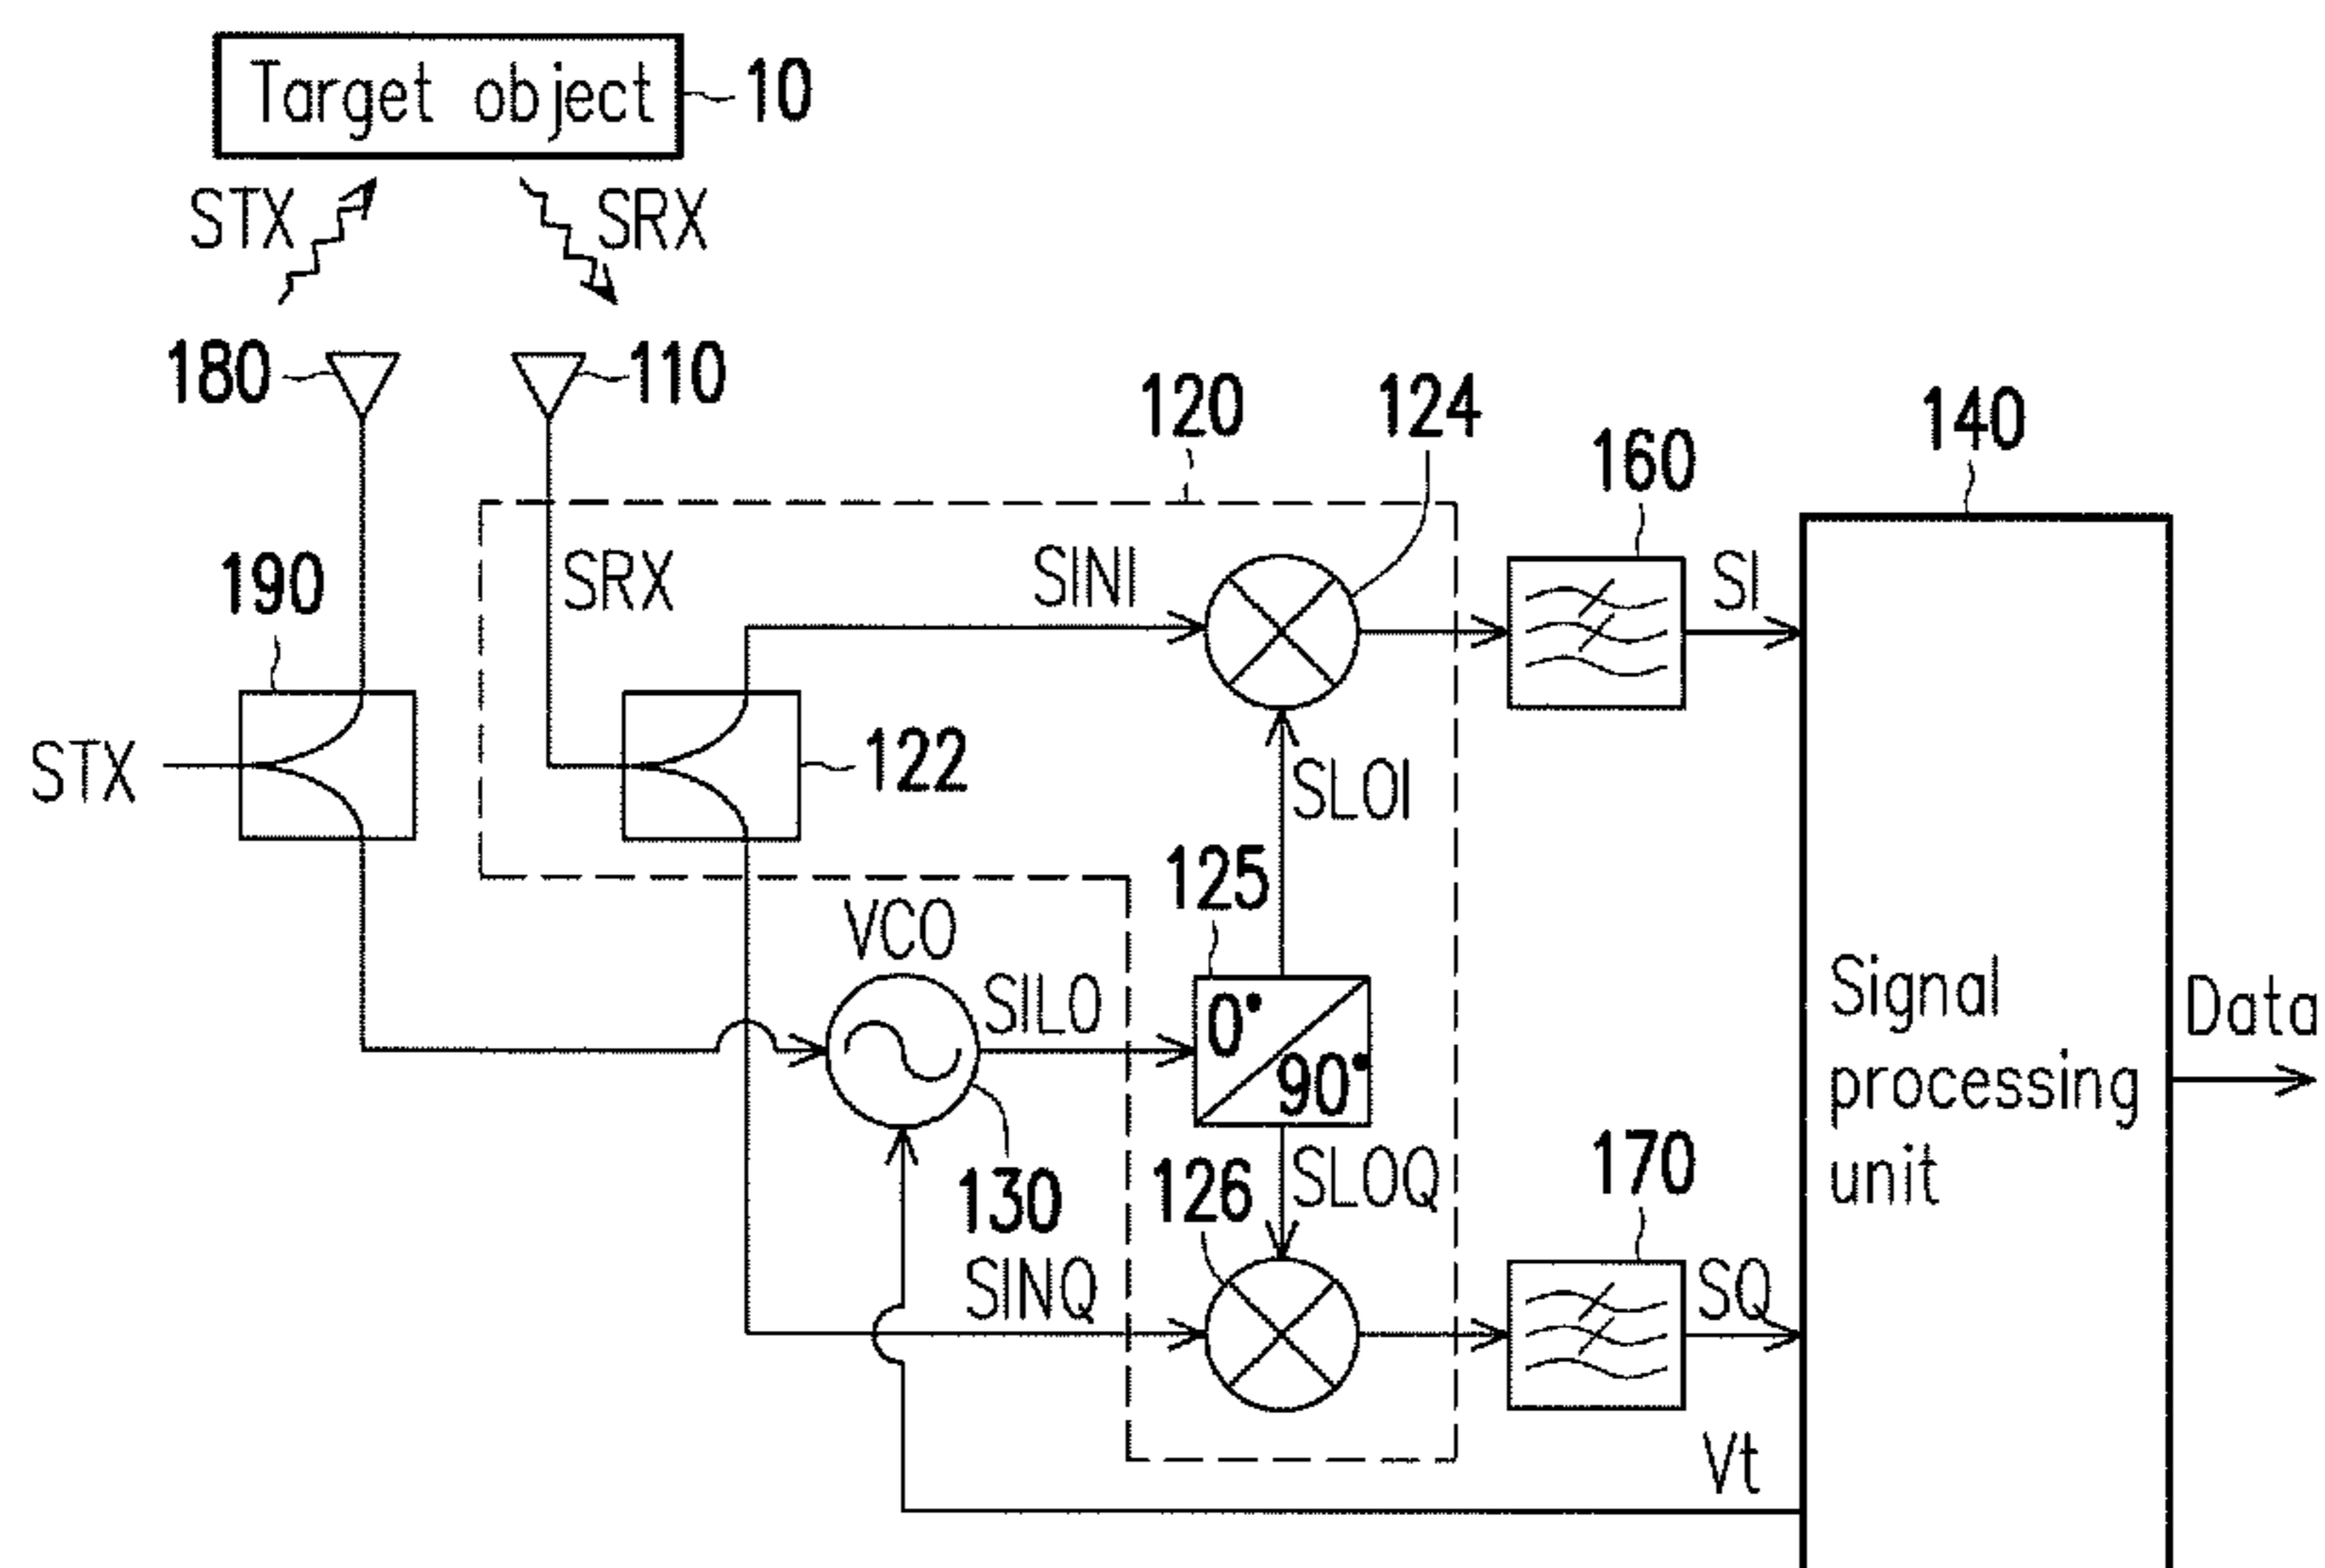 Target object
10
STX
SRX
180
110
120
124
140
160
190
SRX
SINI
SI
STX
122
SLOI
125
VCO
SILO
0°
90°
Signal
processing
unit
Data
130
126
SLOQ
170
SINQ
SQ
Vt